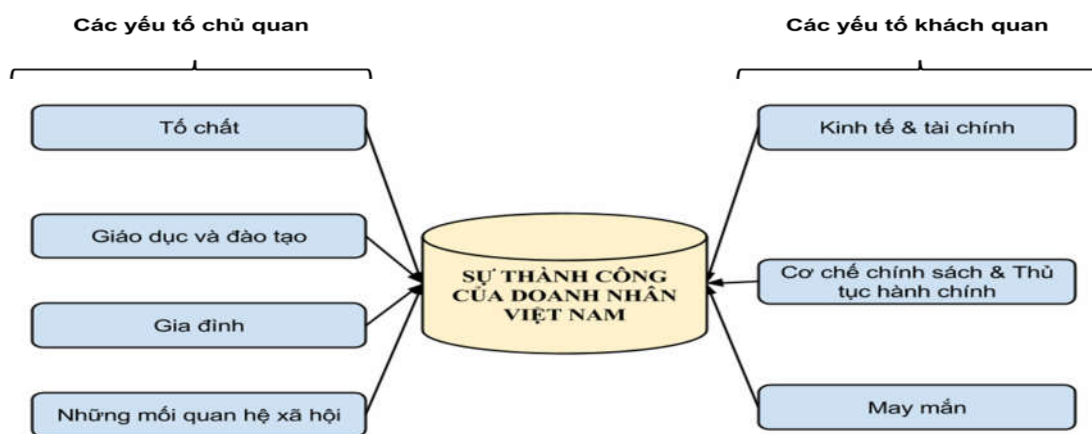 Các yếu tố chủ quan
Các yếu tố khách quan
Tố chất
Giáo dục và đào tạo
Gia đình
Những mối quan hệ xã hội
SỰ THÀNH CÔNG
CỦA DOANH NHÂN
VIỆT NAM
Kinh tế & tài chính
Cơ chế chính sách & Thủ
tục hành chính
May mắn